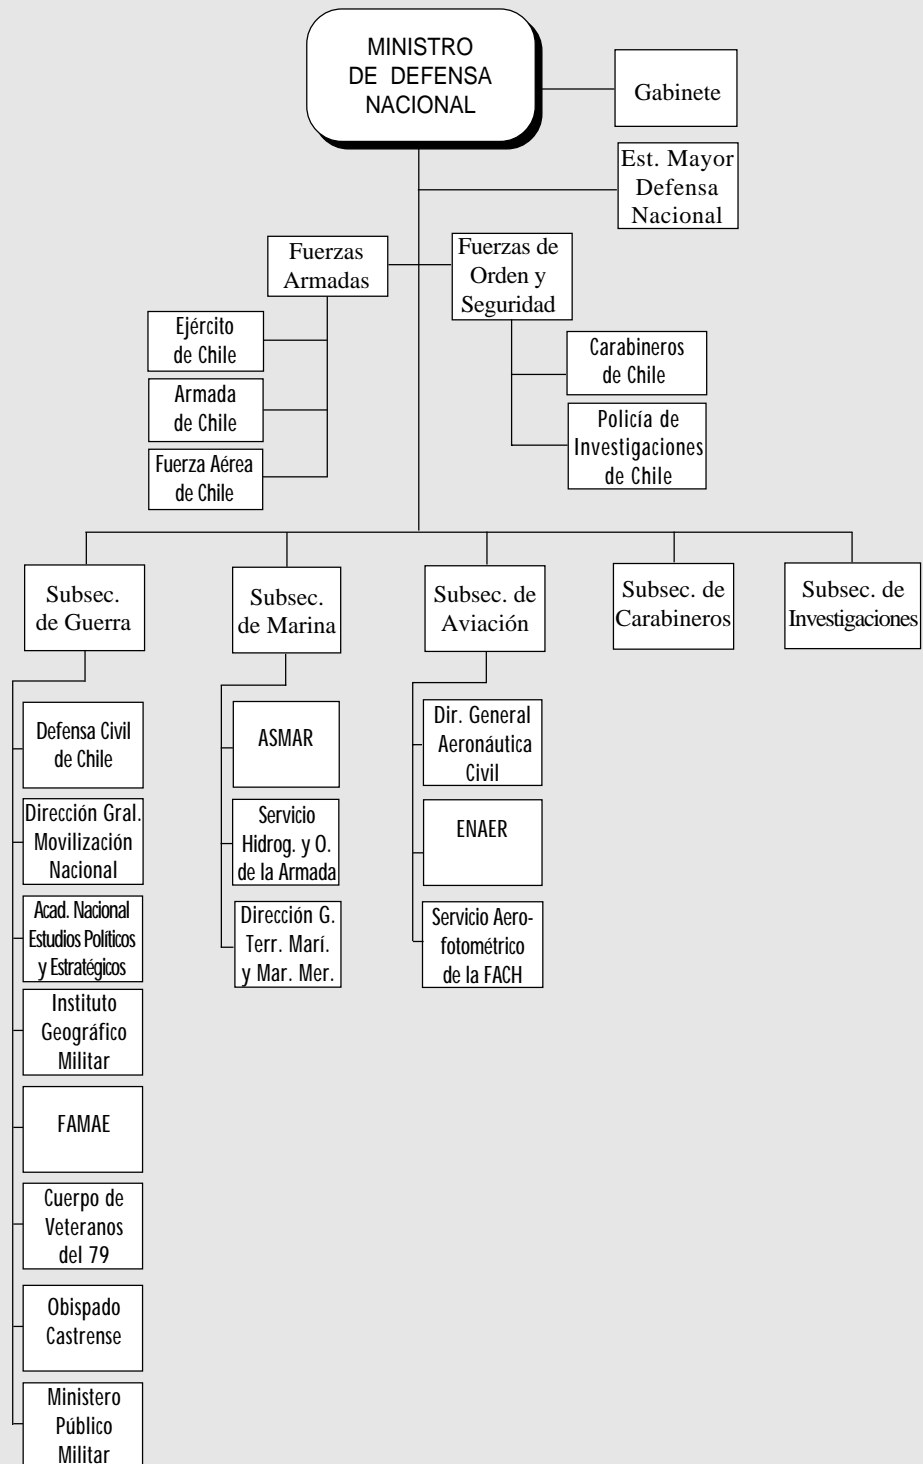 MINISTRO
DE DEFENSA
NACIONAL
Gabinete
Est. Mayor
Defensa
Nacional
Fuerzas
Armadas
Fuerzas de
Orden y
Seguridad
Ejército
de Chile
Armada
de Chile
Fuerza Aérea
de Chile
Carabineros
de Chile
Policía de
Investigaciones
de Chile
Subsec.
de Guerra
Subsec.
de Marina
Subsec. de
Aviación
Subsec. de
Carabineros
Subsec. de
Investigaciones
Defensa Civil
de Chile
Dirección Gral.
Movilización
Nacional
Acad. Nacional
Estudios Políticos
y Estratégicos
Instituto
Geográfico
Militar
FAMAE
Cuerpo de
Veteranos
del 79
Obispado
Castrense
Ministero
Público
Militar
ASMAR
Servicio
Hidrog. y O.
de la Armada
Dirección G.
Terr. Marí.
y Mar. Mer.
Dir. General
Aeronáutica
Civil
ENAER
Servicio Aero-
fotométrico
de la FACH